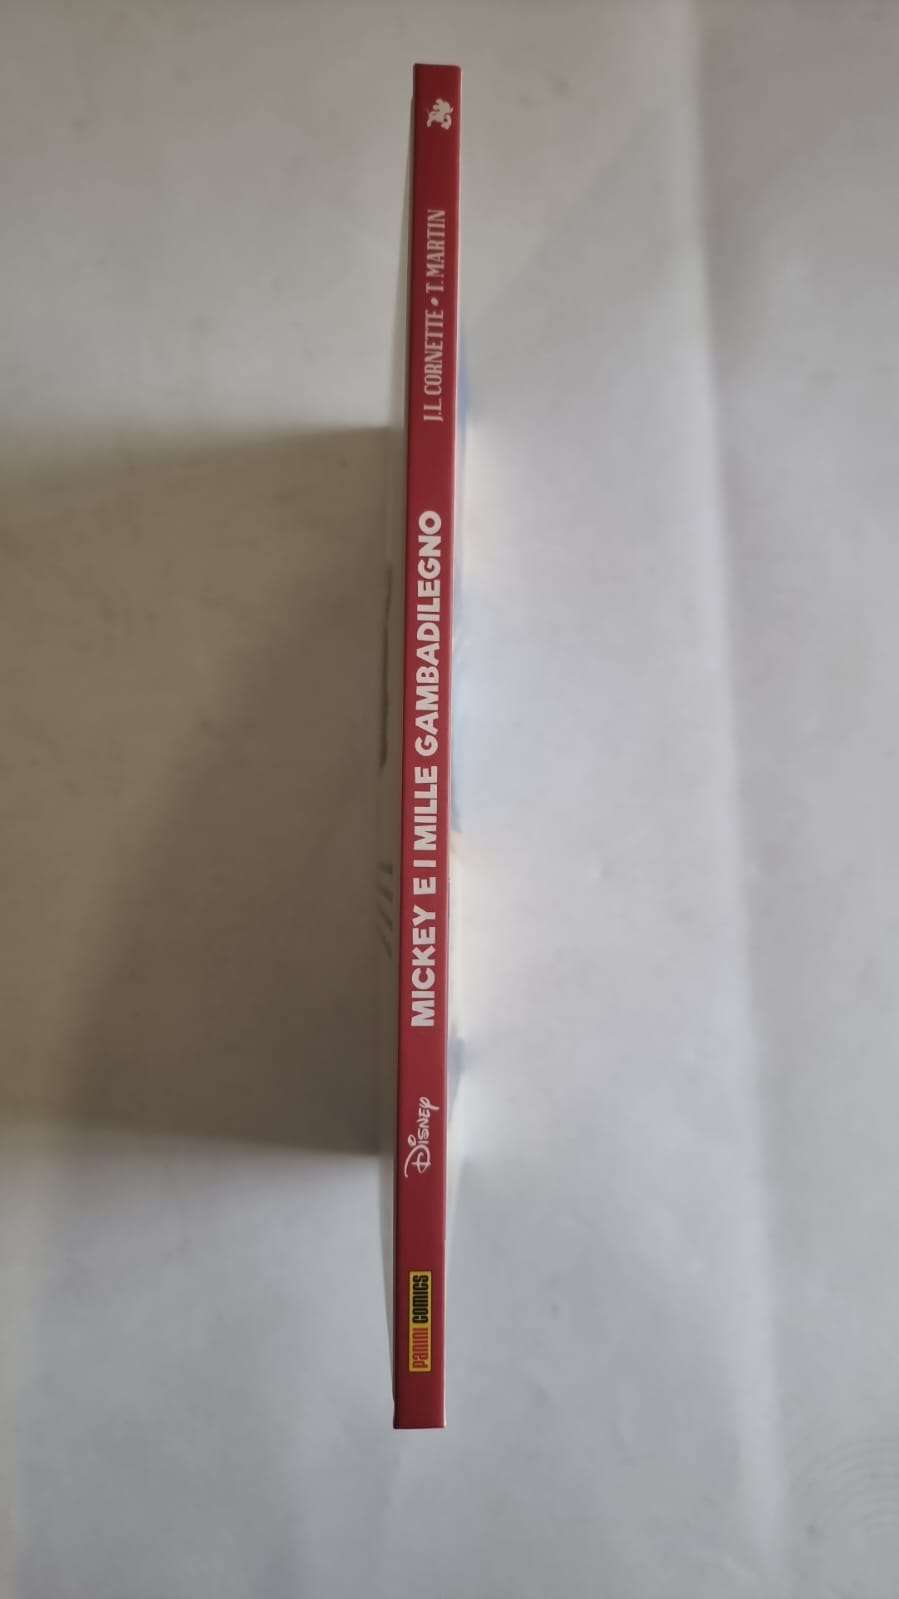 PANINI COMICS
DISNEY
MICKEY E I MILLE GAMBADILEGNO
J.L. CORNETTE • T. MARTIN